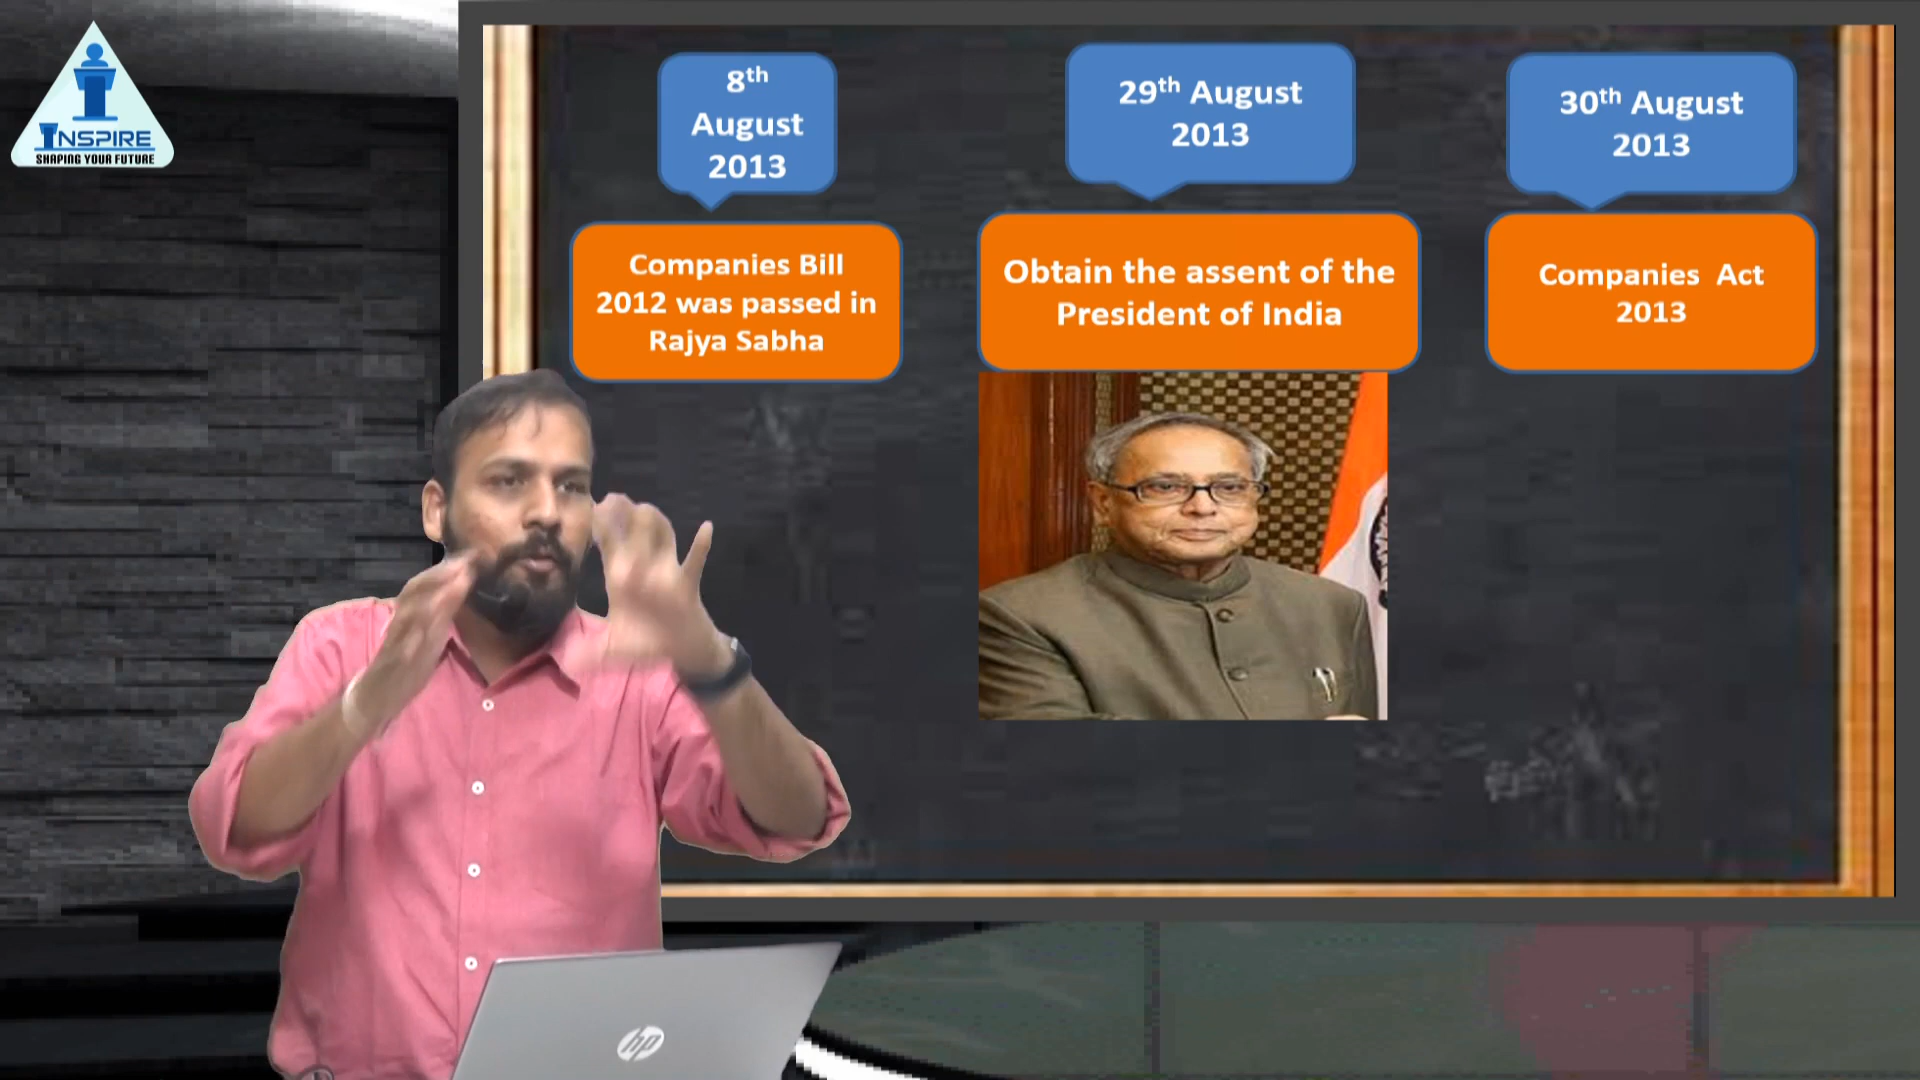 INSPIRE
SHAPING YOUR FUTURE
8th
August
2013
Companies Bill
2012 was passed in
Rajya Sabha
29th August
2013
Obtain the assent of the
President of India
30th August
2013
Companies Act
2013
hp